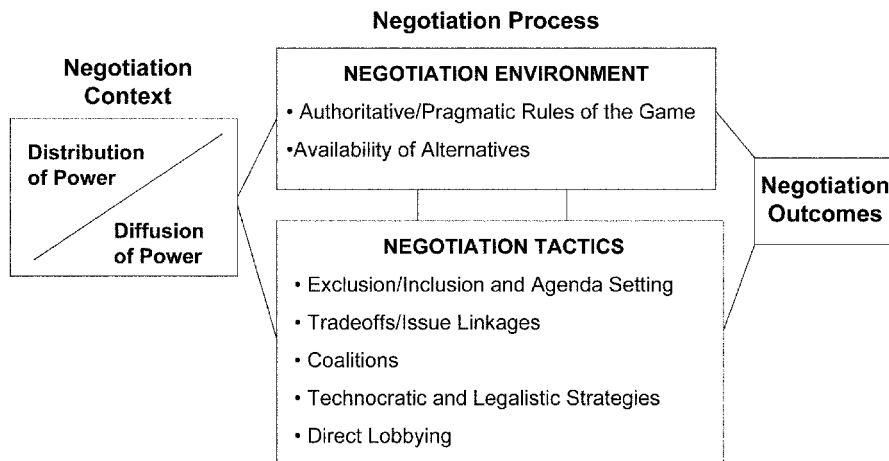 Negotiation Process
Negotiation
Context
Distribution
of Power
Diffusion
of Power
NEGOTIATION ENVIRONMENT
• Authoritative/Pragmatic Rules of the Game
•Availability of Alternatives
NEGOTIATION TACTICS
• Exclusion/Inclusion and Agenda Setting
• Tradeoffs/Issue Linkages
• Coalitions
• Technocratic and Legalistic Strategies
• Direct Lobbying
Negotiation
Outcomes